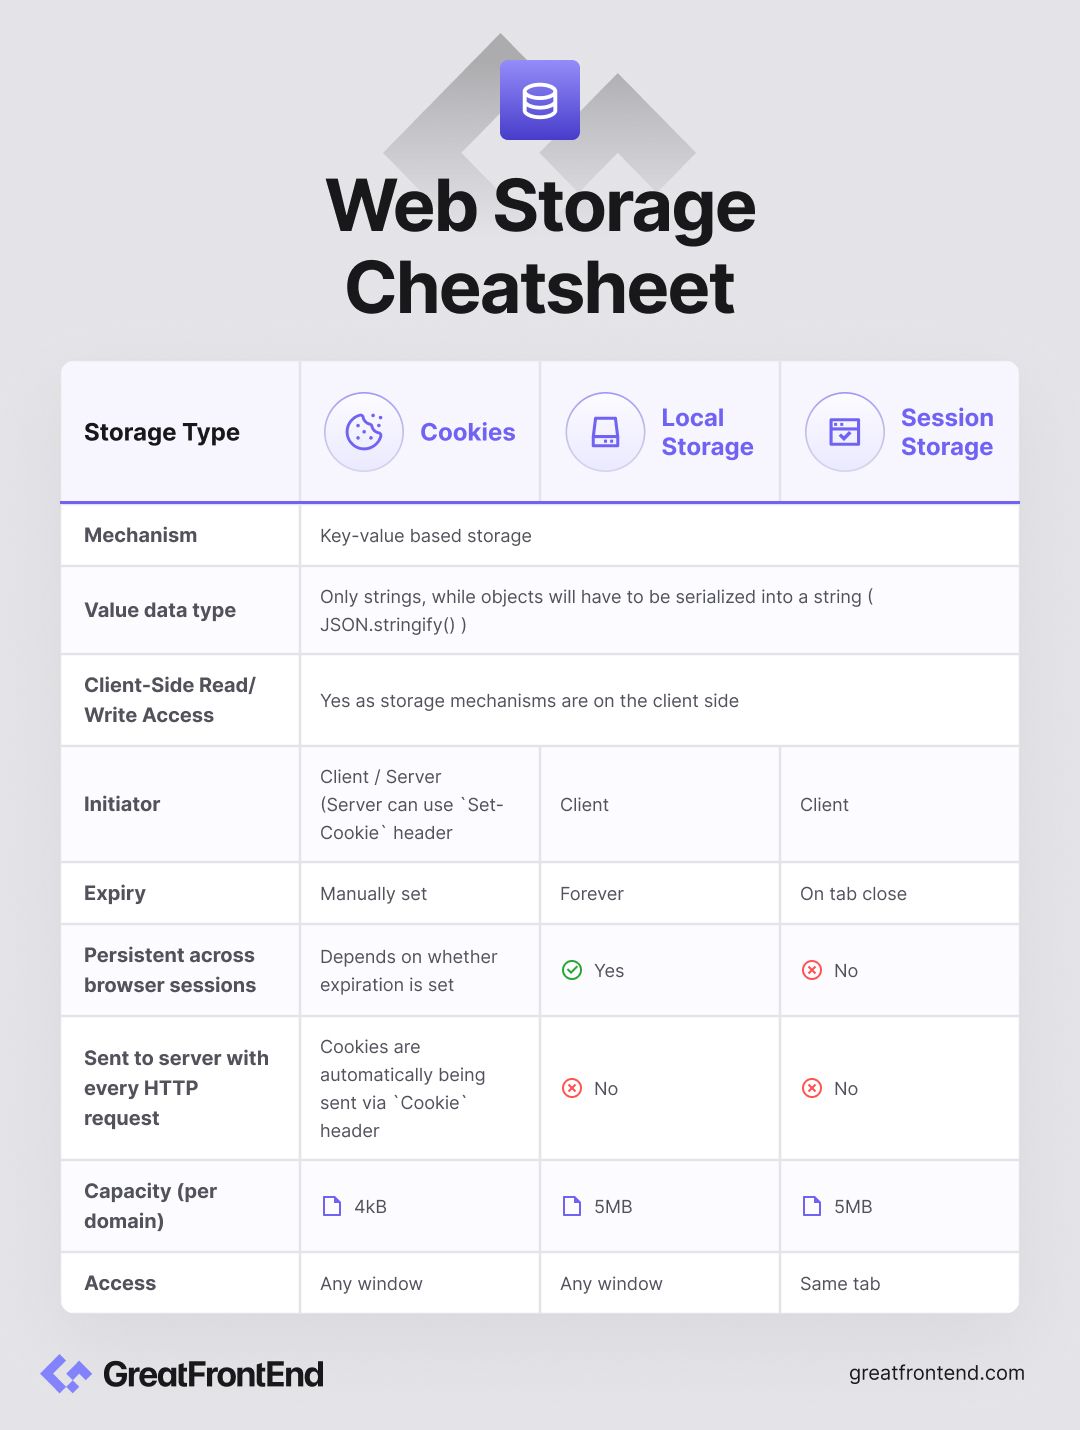 Web Storage
Cheatsheet
Storage Type
Cookies
Local
Storage
Session
Storage
Mechanism
Key-value based storage
Value data type
Only strings, while objects will have to be serialized into a string (
JSON.stringify() )
Client-Side Read/
Write Access
Yes as storage mechanisms are on the client side
Initiator
Client / Server
(Server can use `Set-
Cookie` header
Client
Client
Expiry
Manually set
Forever
On tab close
Persistent across
browser sessions
Depends on whether
expiration is set
Yes
No
Sent to server with
every HTTP
request
Cookies are
automatically being
sent via `Cookie`
header
No
No
Capacity (per
domain)
4kB
5MB
5MB
Access
Any window
Any window
Same tab
GreatFrontEnd
greatfrontend.com